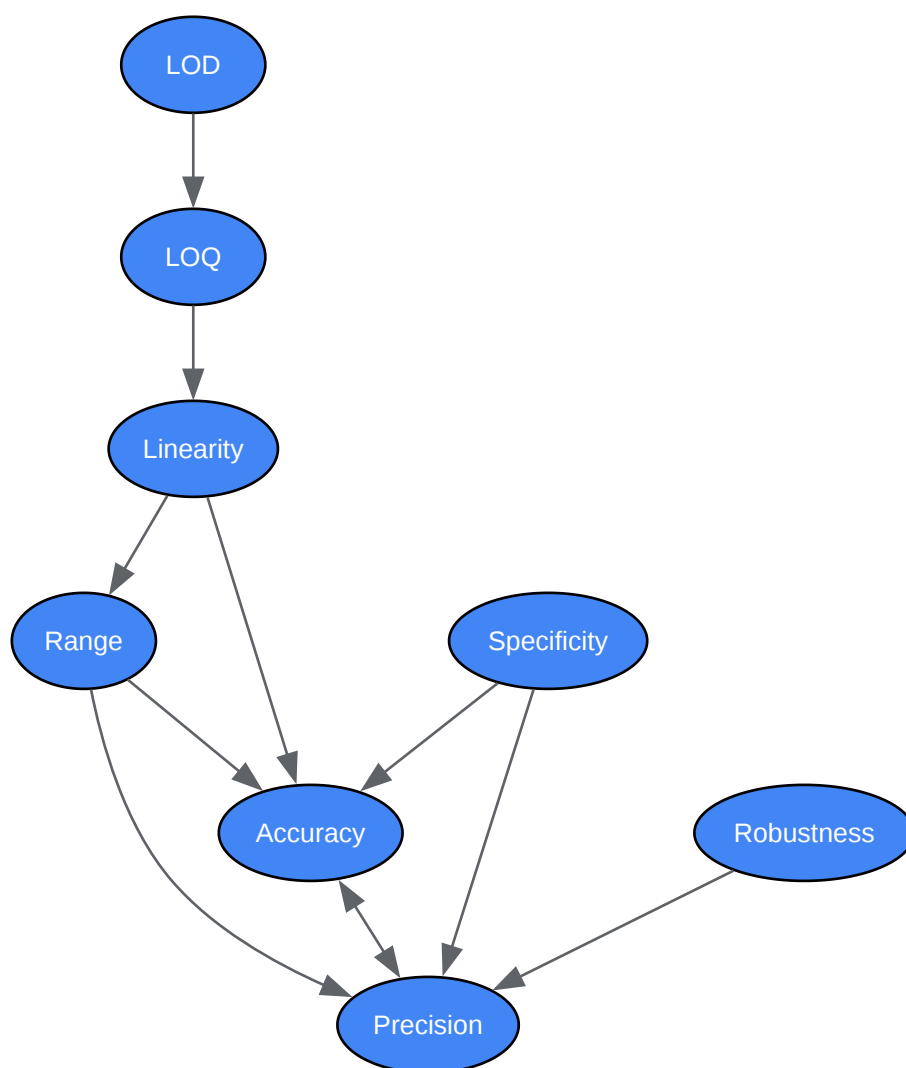 LOD
LOQ
Linearity
Range
Specificity
Accuracy
Robustness
Precision